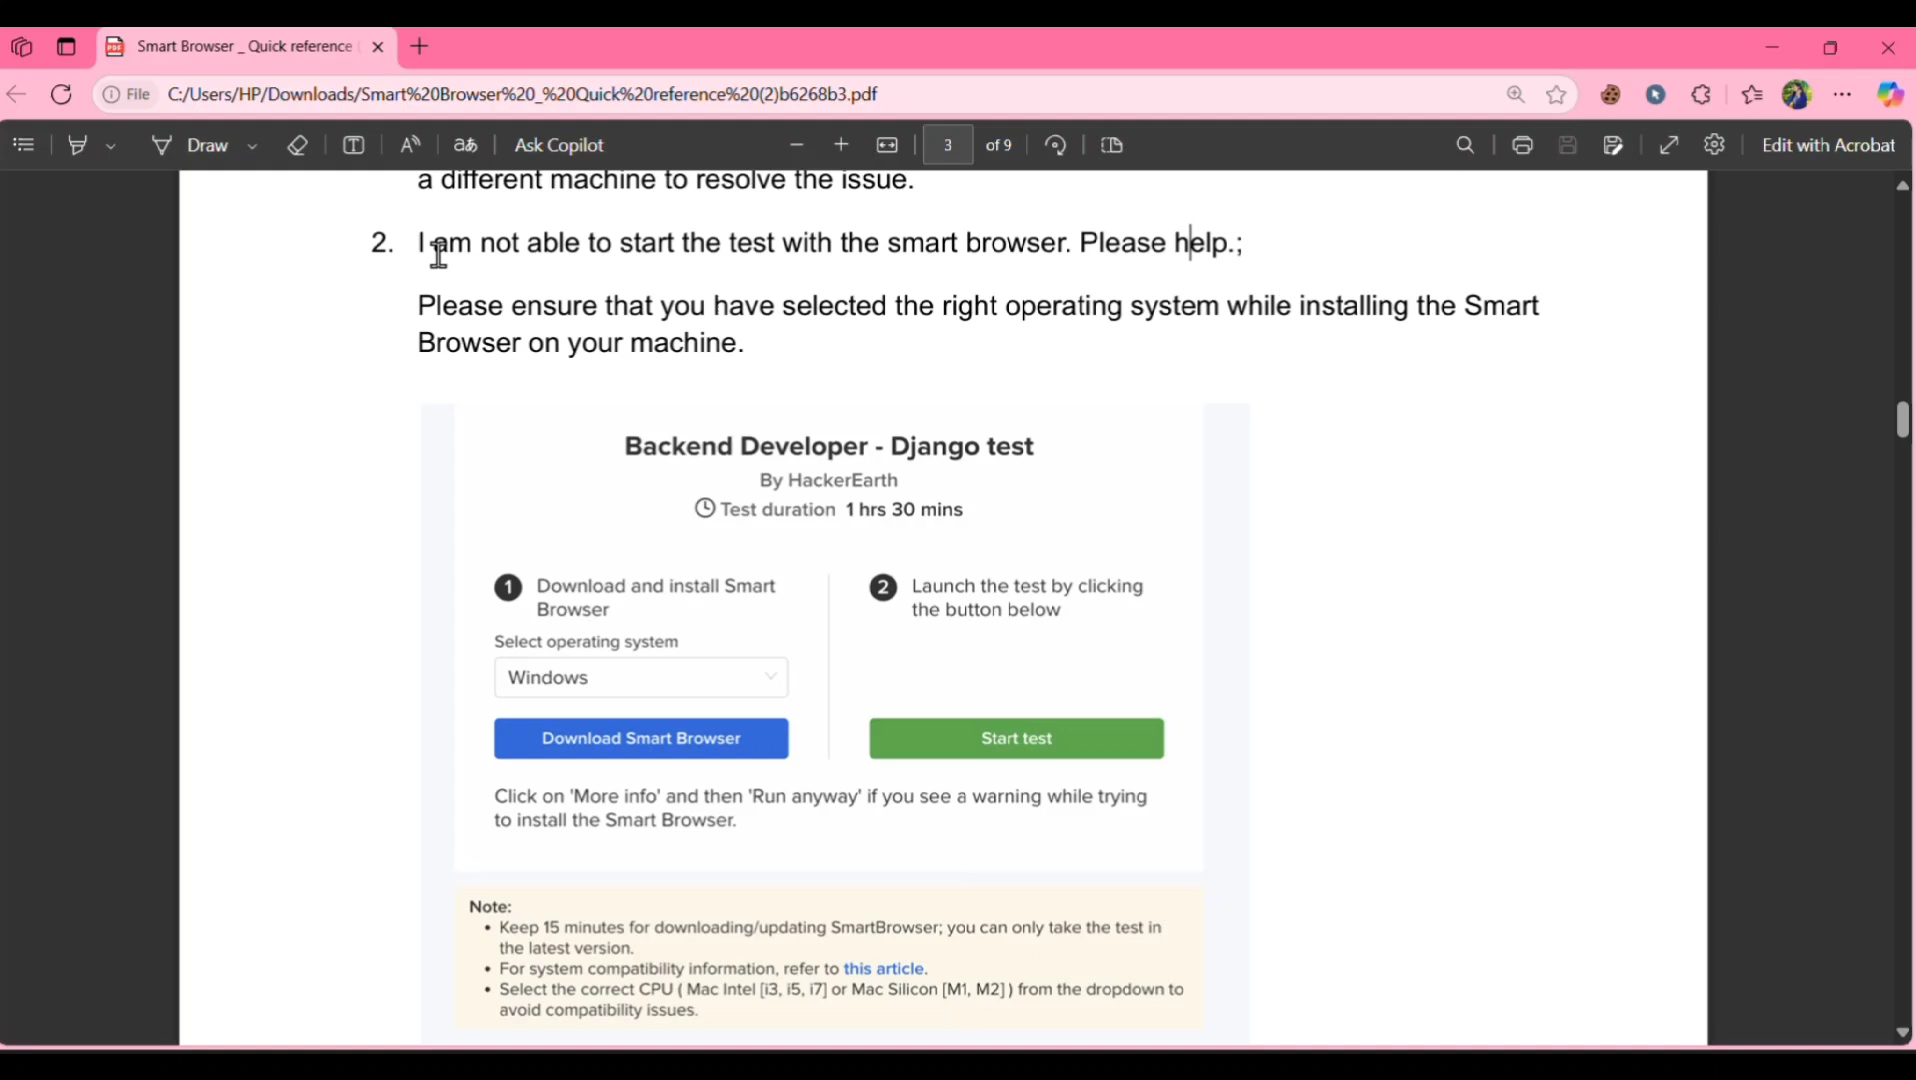 Smart Browser _ Quick reference
File C:/Users/HP/Downloads/Smart%20Browser%20_%20Quick%20reference%20(2)b6268b3.pdf
Draw
aあ
Ask Copilot
3 of 9
Edit with Acrobat
a different machine to resolve the issue.
2. I am not able to start the test with the smart browser. Please help.;
Please ensure that you have selected the right operating system while installing the Smart
Browser on your machine.
Backend Developer - Django test
By HackerEarth
Test duration 1 hrs 30 mins
1 Download and install Smart
Browser
Select operating system
Windows
Download Smart Browser
2 Launch the test by clicking
the button below
Start test
Click on 'More info' and then 'Run anyway' if you see a warning while trying
to install the Smart Browser.
Note:
• Keep 15 minutes for downloading/updating SmartBrowser; you can only take the test in
the latest version.
• For system compatibility information, refer to this article.
• Select the correct CPU ( Mac Intel [i3, i5, i7] or Mac Silicon [M1, M2] ) from the dropdown to
avoid compatibility issues.